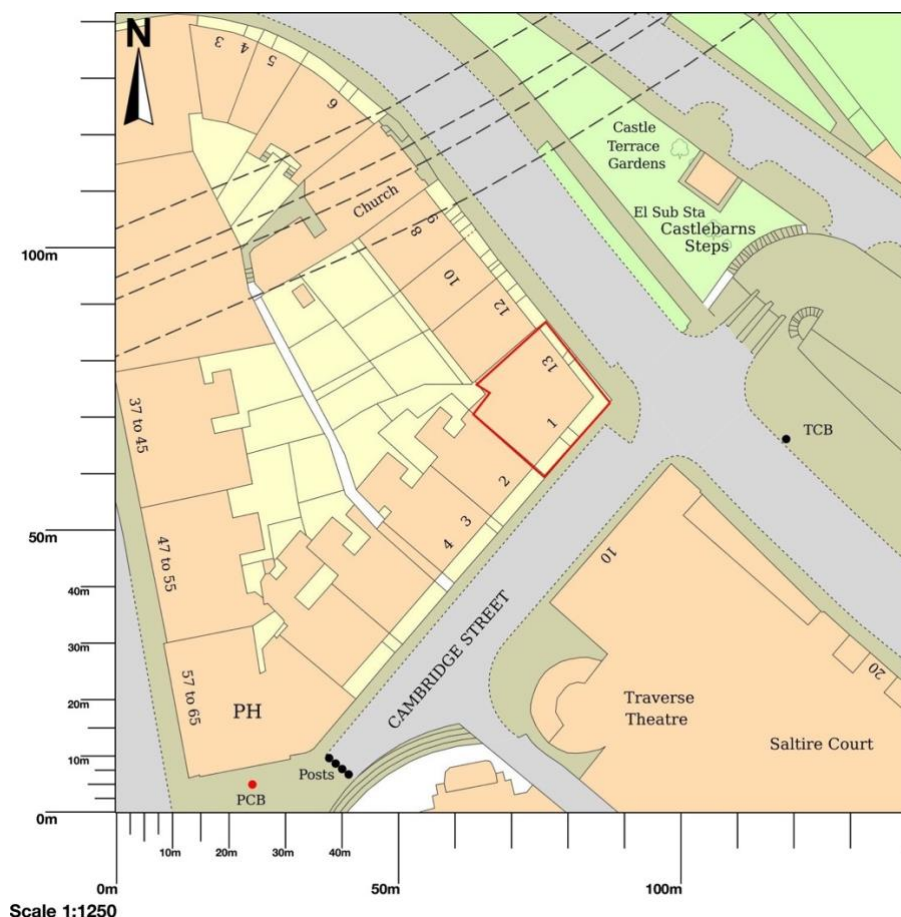 N
3
4
5
6
Castle
Terrace
Gardens
Church
9
8
El Sub Sta
Castlebarns
Steps
100m
10
12
13
37 to 45
1
TCB
2
3
50m
4
47 to 55
10
40m
CAMBRIDGE STREET
30m
57 to 65
20
Traverse
Theatre
20m
PH
Saltire Court
10m
Posts
PCB
0m
10m
20m
30m
40m
0m
50m
100m
Scale 1:1250